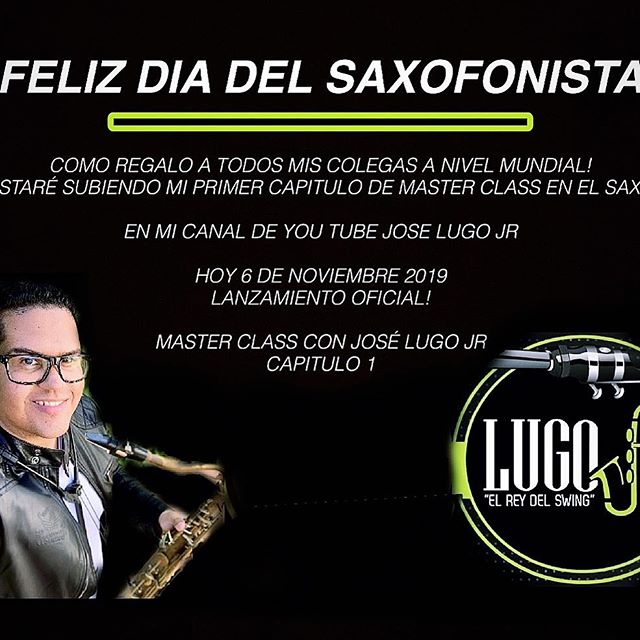 FELIZ DIA DEL SAXOFONISTA
COMO REGALO A TODOS MIS COLEGAS A NIVEL MUNDIAL!
STARÉ SUBIENDO MI PRIMER CAPITULO DE MASTER CLASS EN EL SAX
EN MI CANAL DE YOU TUBE JOSE LUGO JR
HOY 6 DE NOVIEMBRE 2019
LANZAMIENTO OFICIAL!
MASTER CLASS CON JOSÉ LUGO JR
CAPITULO 1
LUGO
"EL REY DEL SWING"